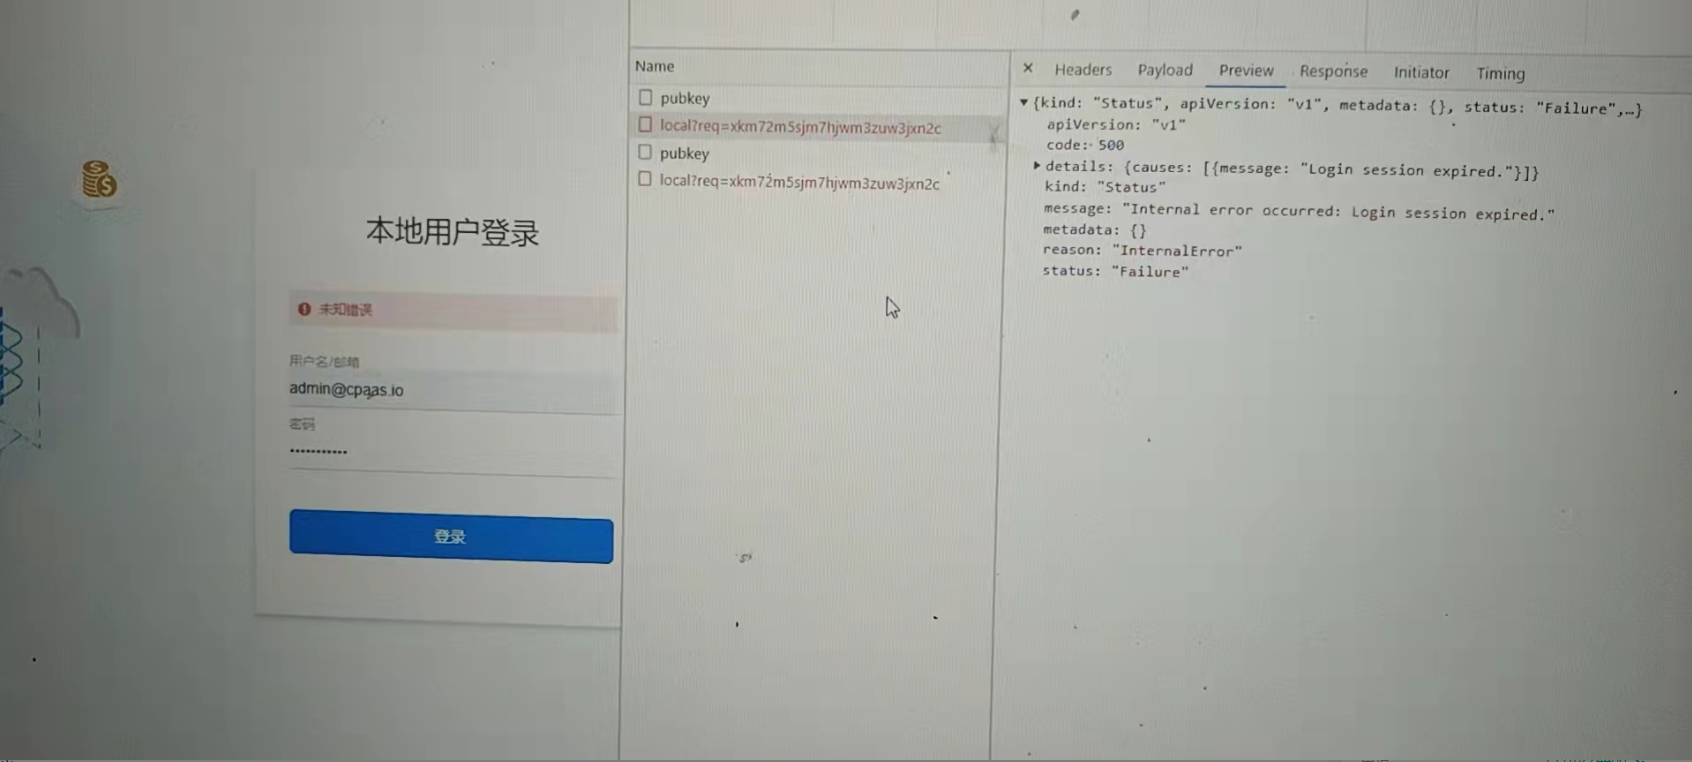 本地用户登录
未知错误
用户名/邮箱
admin@cpaas.io
密码
登录
Name
pubkey
local?req=xkm72m5sjm7hjwm3zuw3jxn2c
pubkey
local?req=xkm72m5sjm7hjwm3zuw3jxn2c
× Headers Payload Preview Response Initiator Timing
▼{kind: "Status", apiVersion: "v1", metadata: {}, status: "Failure",…}
apiVersion: "v1"
code: 500
▶details: {causes: [{message: "Login session expired."}]}
kind: "Status"
message: "Internal error occurred: Login session expired."
metadata: {}
reason: "InternalError"
status: "Failure"